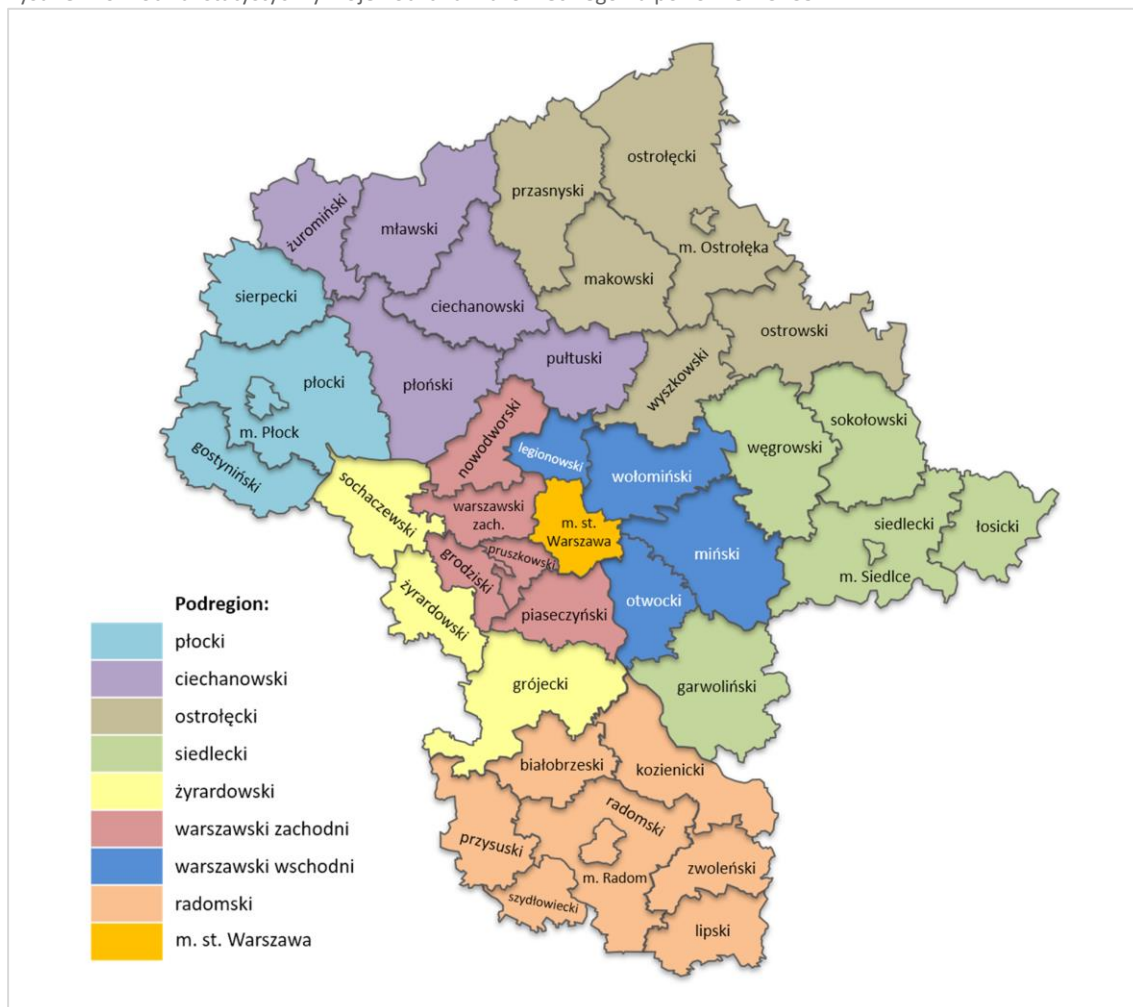 ostrołęcki
przasnyski
żuromiński
mławski
m. Ostrołęka
makowski
sierpecki
ciechanowski
ostrowski
pułtuski
wyszkowski
płocki
płoński
sokołowski
m. Płock
nowodworski
węgrowski
legionowski
wołomiński
gostyniński
sochaczewski
warszawski
zach.
m. st.
Warszawa
siedlecki
łosicki
pruszkowski
grodziski
miński
m. Siedlce
żyrardowski
piaseczyński
otwocki
grójecki
garwoliński
białobrzeski
kozienicki
radomski
przysuski
zwoleński
m. Radom
szydłowiecki
lipski
Podregion:
płocki
ciechanowski
ostrołęcki
siedlecki
żyrardowski
warszawski zachodni
warszawski wschodni
radomski
m. st. Warszawa